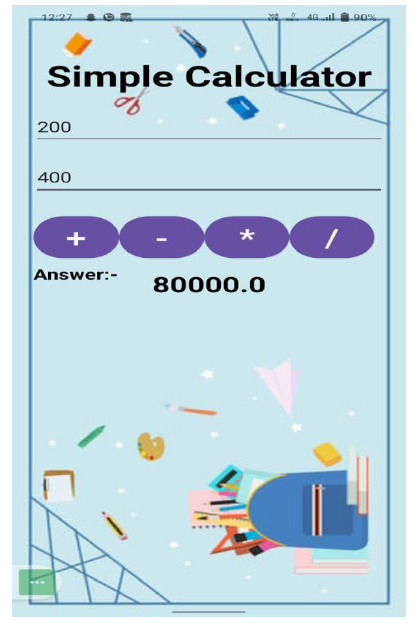 12:27 4G 90%
Simple Calculator
200
400
+ - * /
Answer:- 80000.0